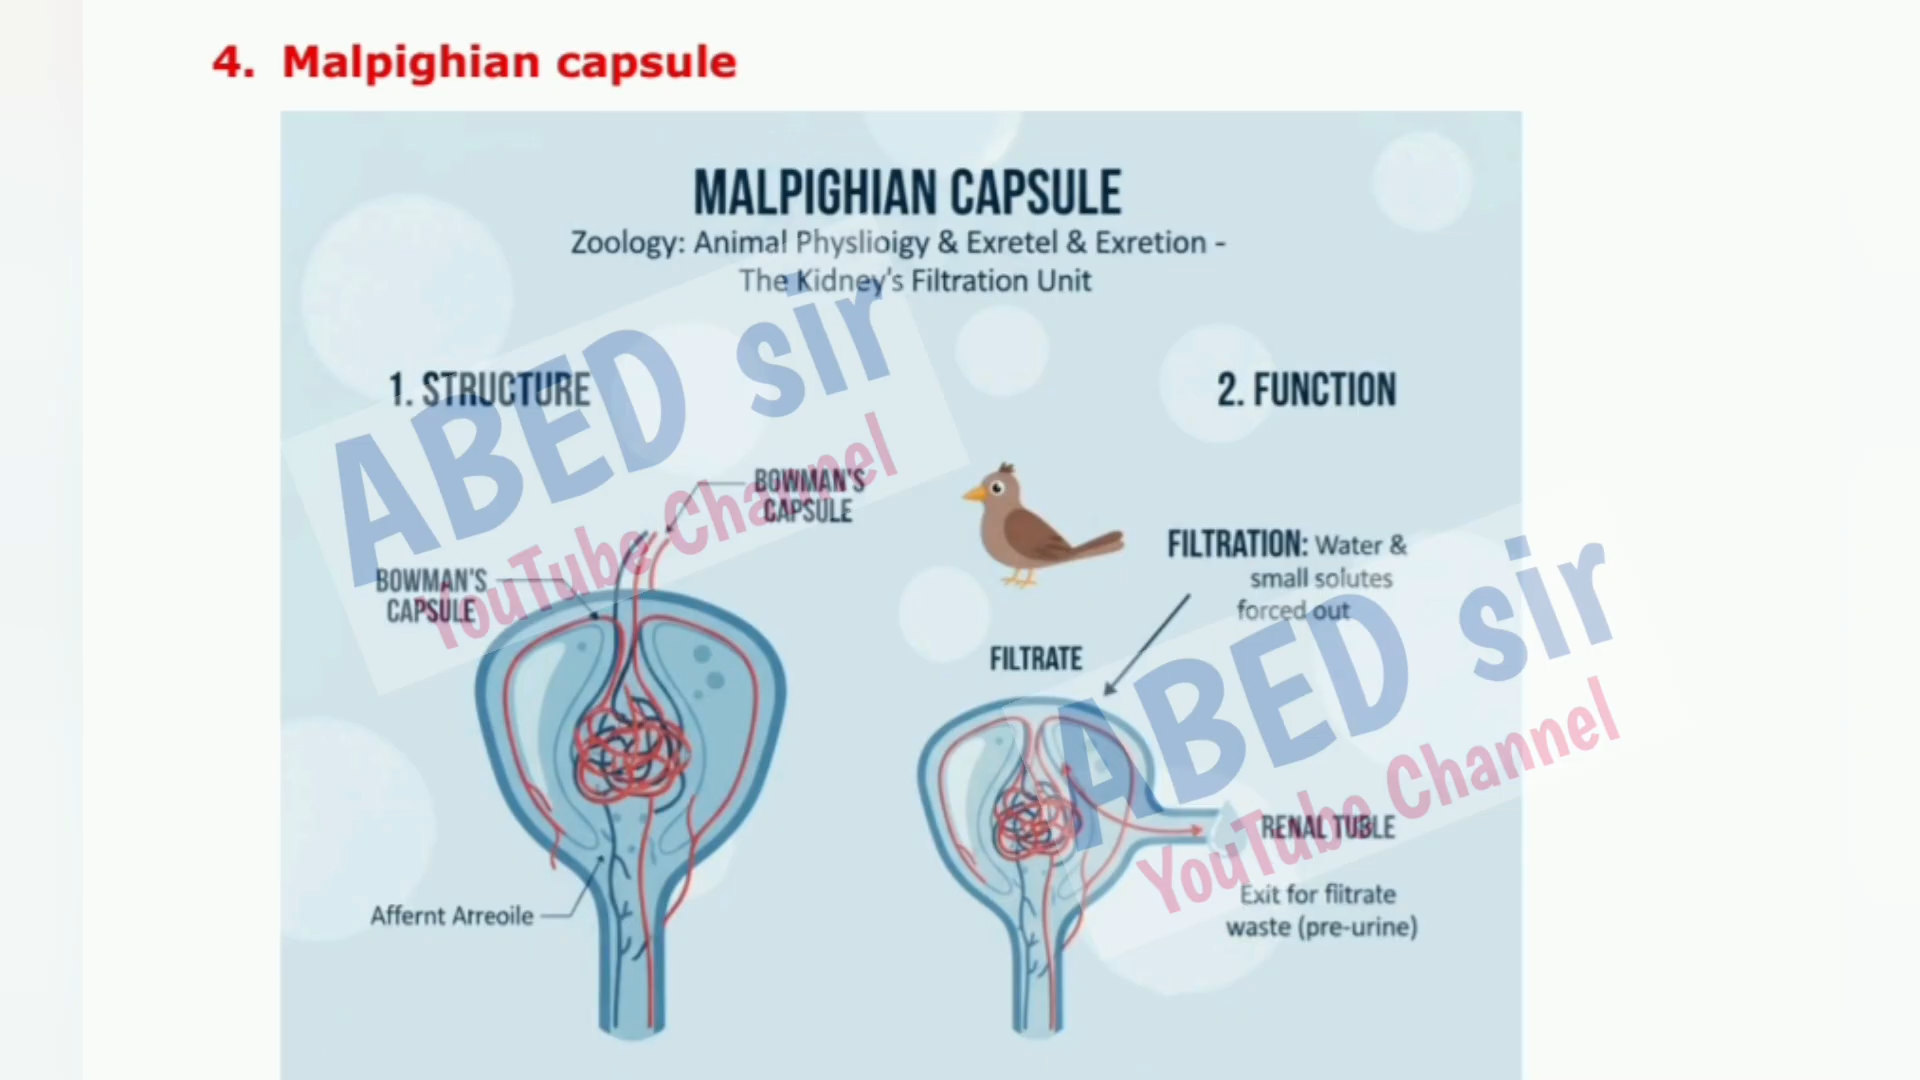 4. Malpighian capsule
MALPIGHIAN CAPSULE
Zoology: Animal Physlioigy & Exretel & Exretion -
The Kidney's Filtration Unit
1. STRUCTURE
2. FUNCTION
BOWMAN'S
CAPSULE
BOWMAN'S
CAPSULE
Affernt Arreoile
FILTRATION: Water &
small solutes
forced out
FILTRATE
RENAL TUBLE
Exit for flitrate
waste (pre-urine)
ABED sir
YouTube Channel
ABED sir
YouTube Channel